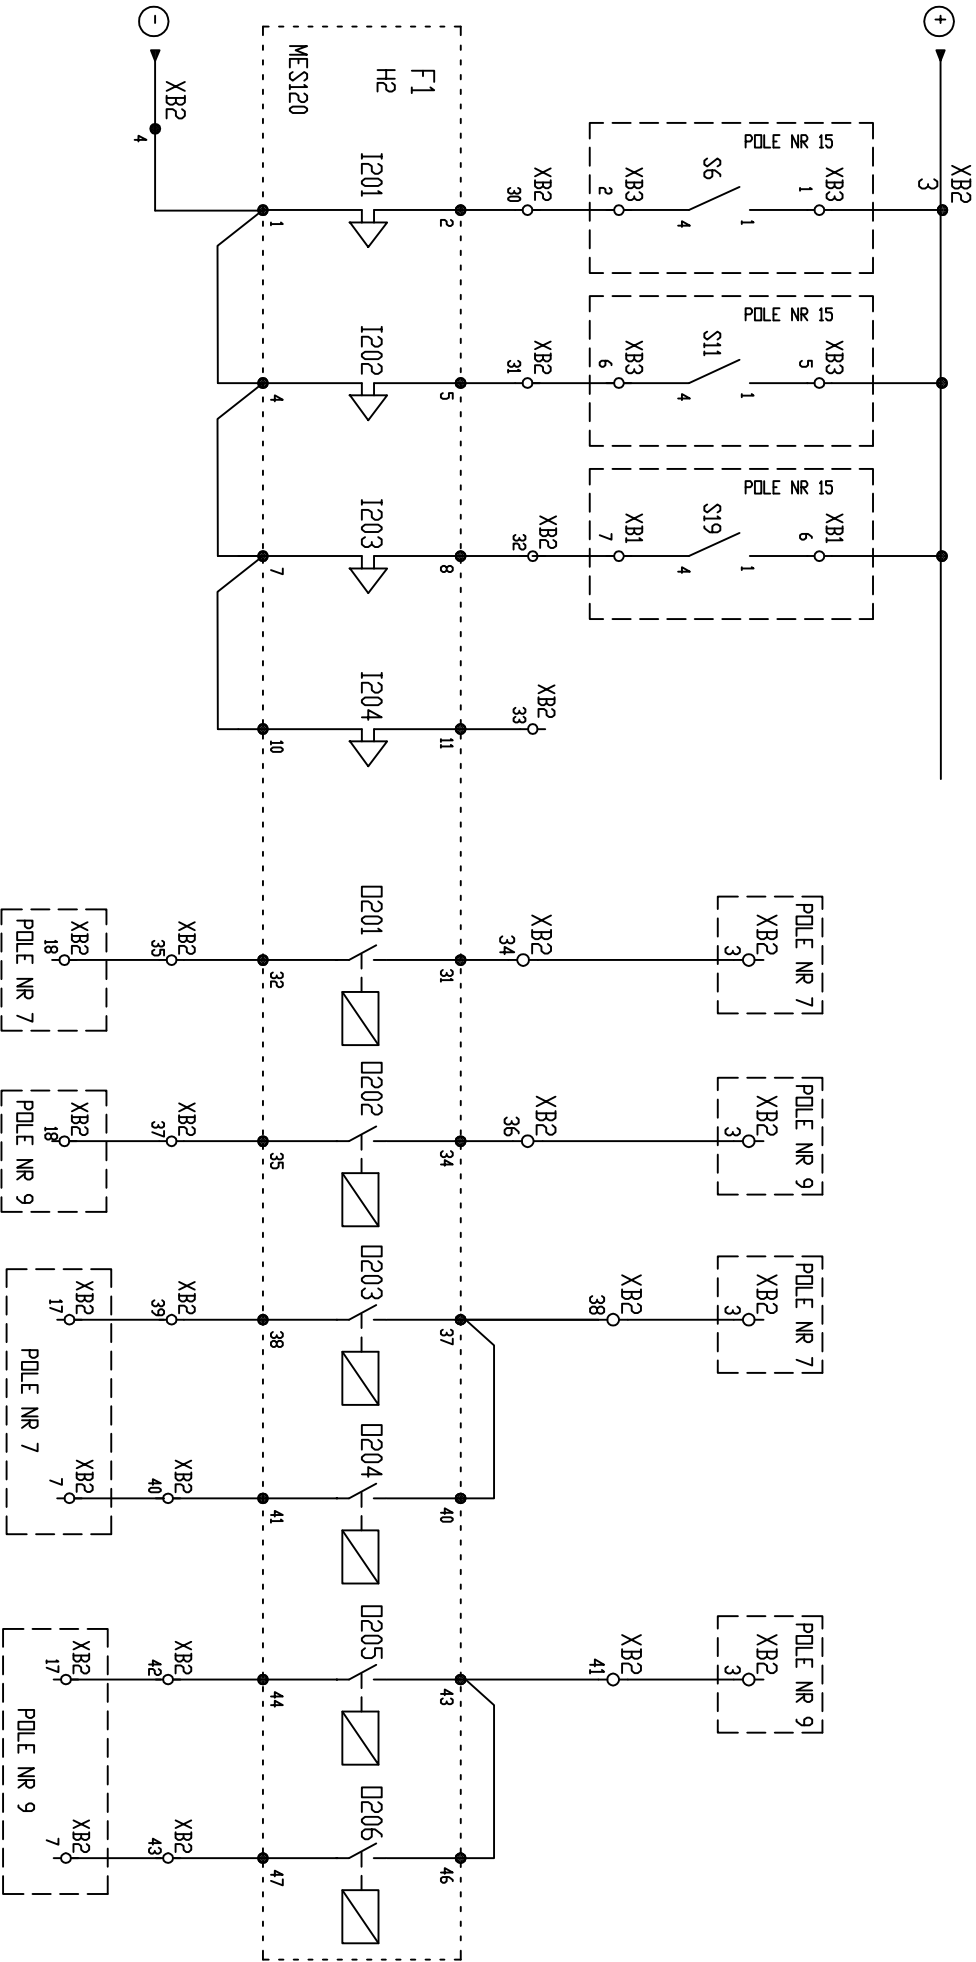 +
XB2
3
POLE NR 15
XB3
1
1
S6
4
XB3
2
XB2
30
POLE NR 15
XB3
5
1
S11
4
XB3
6
XB2
31
POLE NR 15
XB1
6
1
S19
4
XB1
7
XB2
32
XB2
33
-
XB2
4
F1
H2
MES120
2
I201
1
5
I202
4
8
I203
7
11
I204
10
POLE NR 7
XB2
3
XB2
34
31
O201
32
XB2
35
XB2
18
POLE NR 7
POLE NR 9
XB2
3
XB2
36
34
O202
35
XB2
37
XB2
18
POLE NR 9
POLE NR 7
XB2
3
XB2
38
37
O203
38
XB2
39
XB2
17
40
O204
41
XB2
40
XB2
7
POLE NR 7
POLE NR 9
XB2
3
XB2
41
43
O205
44
XB2
42
XB2
17
46
O206
47
XB2
43
XB2
7
POLE NR 9